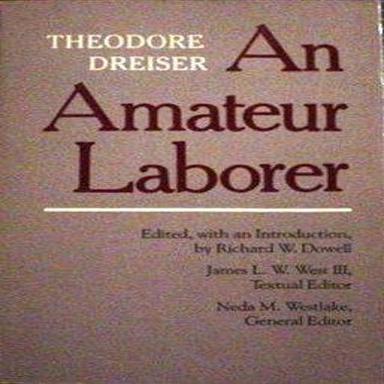 THEODORE
DREISER
An
Amateur
Laborer
Edited, with an Introduction,
by Richard W. Dowell
James L. W. West III,
Textual Editor
Neda M. Westlake,
General Editor